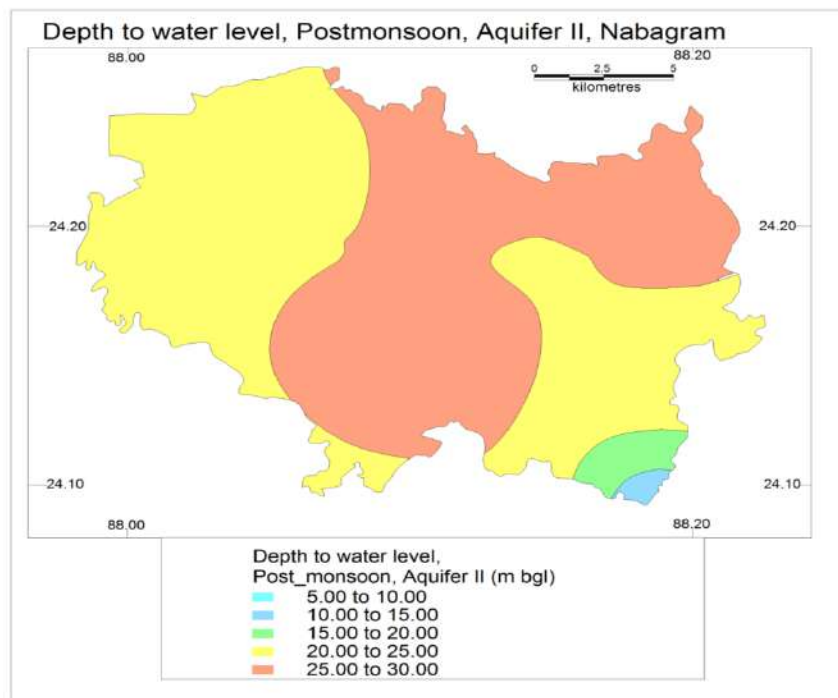 Depth to water level, Postmonsoon, Aquifer II, Nabagram
88.00
88.20
0 2.5 5
kilometres
24.20
24.20
24.10
24.10
88.00
88.20
Depth to water level,
Post_monsoon, Aquifer II (m bgl)
5.00 to 10.00
10.00 to 15.00
15.00 to 20.00
20.00 to 25.00
25.00 to 30.00